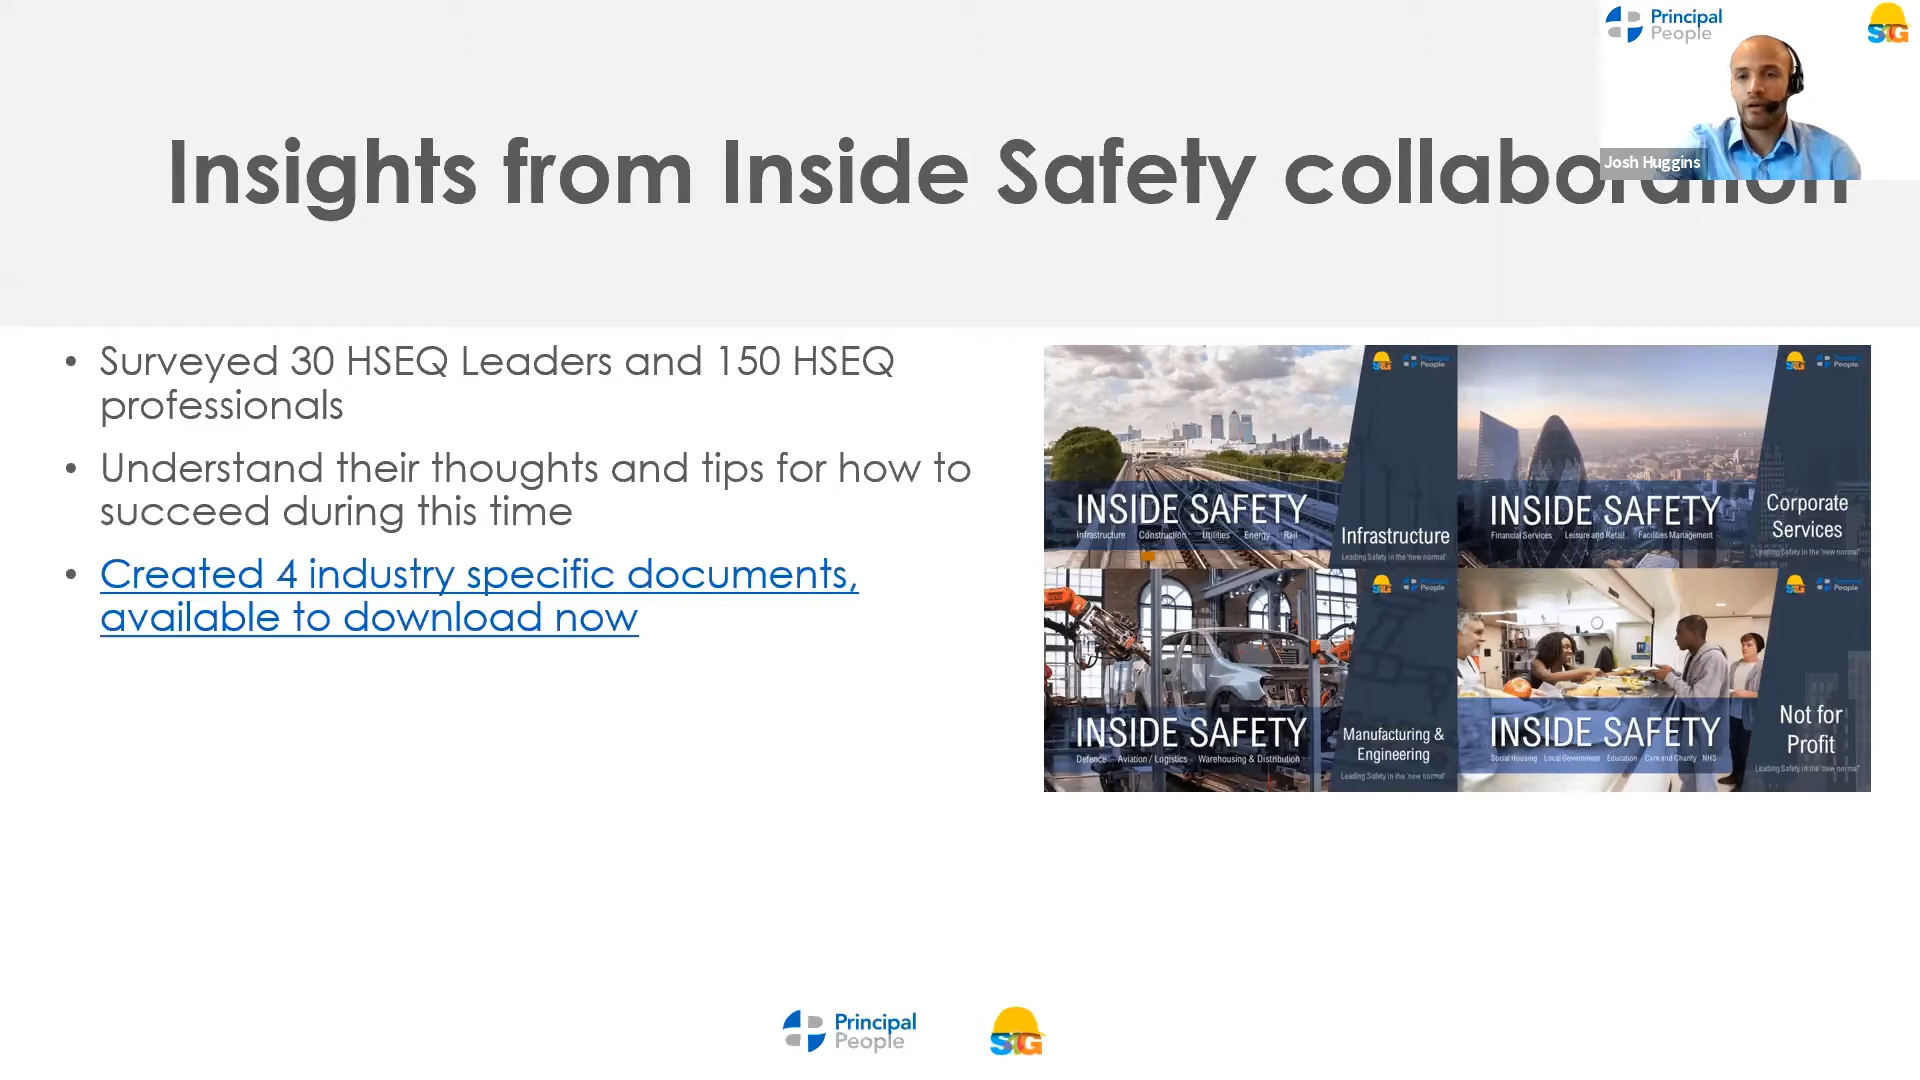 Principal
People
S1G
Josh Huggins
Insights from Inside Safety collaboration
• Surveyed 30 HSEQ Leaders and 150 HSEQ
professionals
• Understand their thoughts and tips for how to
succeed during this time
• Created 4 industry specific documents,
available to download now
INSIDE SAFETY
Infrastructure Construction Utilities Energy Rail
Infrastructure
Leading Safety in the 'new normal'
INSIDE SAFETY
Financial Services Leisure and Retail Facilities Management
Corporate
Services
Leading Safety in the 'new normal'
INSIDE SAFETY
Defence Aviation / Logistics Warehousing & Distribution
Manufacturing &
Engineering
Leading Safety in the 'new normal'
INSIDE SAFETY
Social Housing Local Government Education Care and Charity NHS
Not for
Profit
Leading Safety in the 'new normal'
Principal
People
S1G